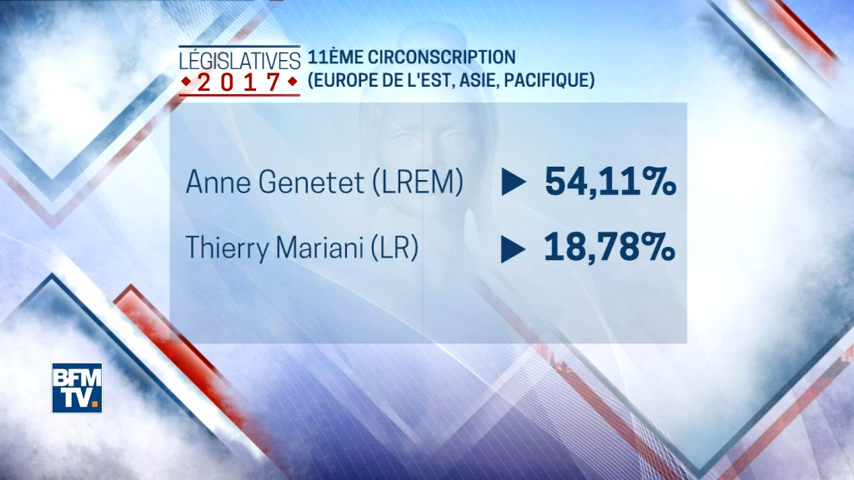 LÉGISLATIVES
2017
11ÈME CIRCONSCRIPTION
(EUROPE DE L'EST, ASIE, PACIFIQUE)
Anne Genetet (LREM) 54,11%
Thierry Mariani (LR) 18,78%
BFM
TV.